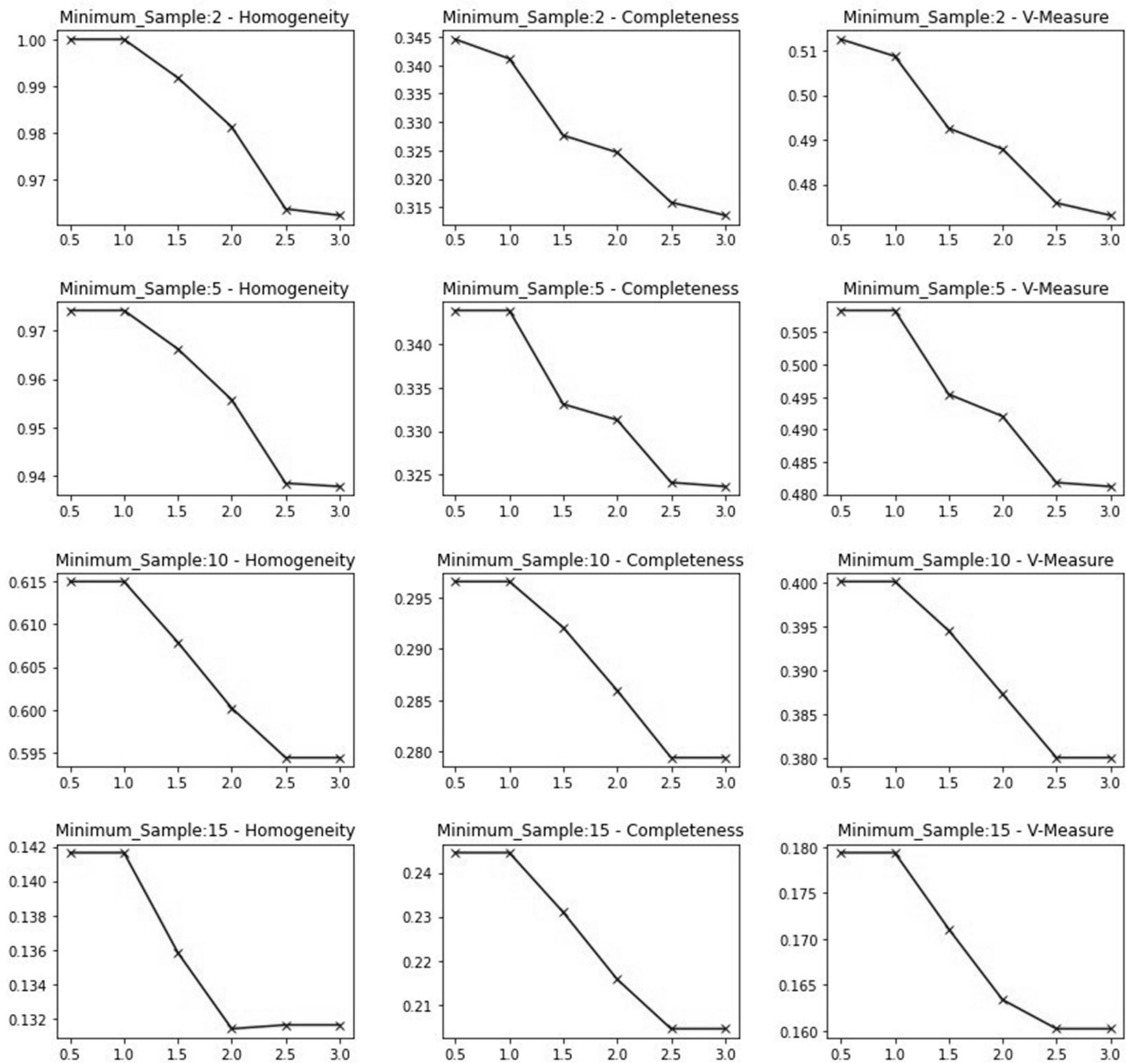 Minimum_Sample:2 - Homogeneity
1.00
0.99
0.98
0.97
0.5 1.0 1.5 2.0 2.5 3.0
Minimum_Sample:2 - Completeness
0.345
0.340
0.335
0.330
0.325
0.320
0.315
0.5 1.0 1.5 2.0 2.5 3.0
Minimum_Sample:2 - V-Measure
0.51
0.50
0.49
0.48
0.5 1.0 1.5 2.0 2.5 3.0
Minimum_Sample:5 - Homogeneity
0.97
0.96
0.95
0.94
0.5 1.0 1.5 2.0 2.5 3.0
Minimum_Sample:5 - Completeness
0.340
0.335
0.330
0.325
0.5 1.0 1.5 2.0 2.5 3.0
Minimum_Sample:5 - V-Measure
0.505
0.500
0.495
0.490
0.485
0.480
0.5 1.0 1.5 2.0 2.5 3.0
Minimum_Sample:10 - Homogeneity
0.615
0.610
0.605
0.600
0.595
0.5 1.0 1.5 2.0 2.5 3.0
Minimum_Sample:10 - Completeness
0.295
0.290
0.285
0.280
0.5 1.0 1.5 2.0 2.5 3.0
Minimum_Sample:10 - V-Measure
0.400
0.395
0.390
0.385
0.380
0.5 1.0 1.5 2.0 2.5 3.0
Minimum_Sample:15 - Homogeneity
0.142
0.140
0.138
0.136
0.134
0.132
0.5 1.0 1.5 2.0 2.5 3.0
Minimum_Sample:15 - Completeness
0.24
0.23
0.22
0.21
0.5 1.0 1.5 2.0 2.5 3.0
Minimum_Sample:15 - V-Measure
0.180
0.175
0.170
0.165
0.160
0.5 1.0 1.5 2.0 2.5 3.0